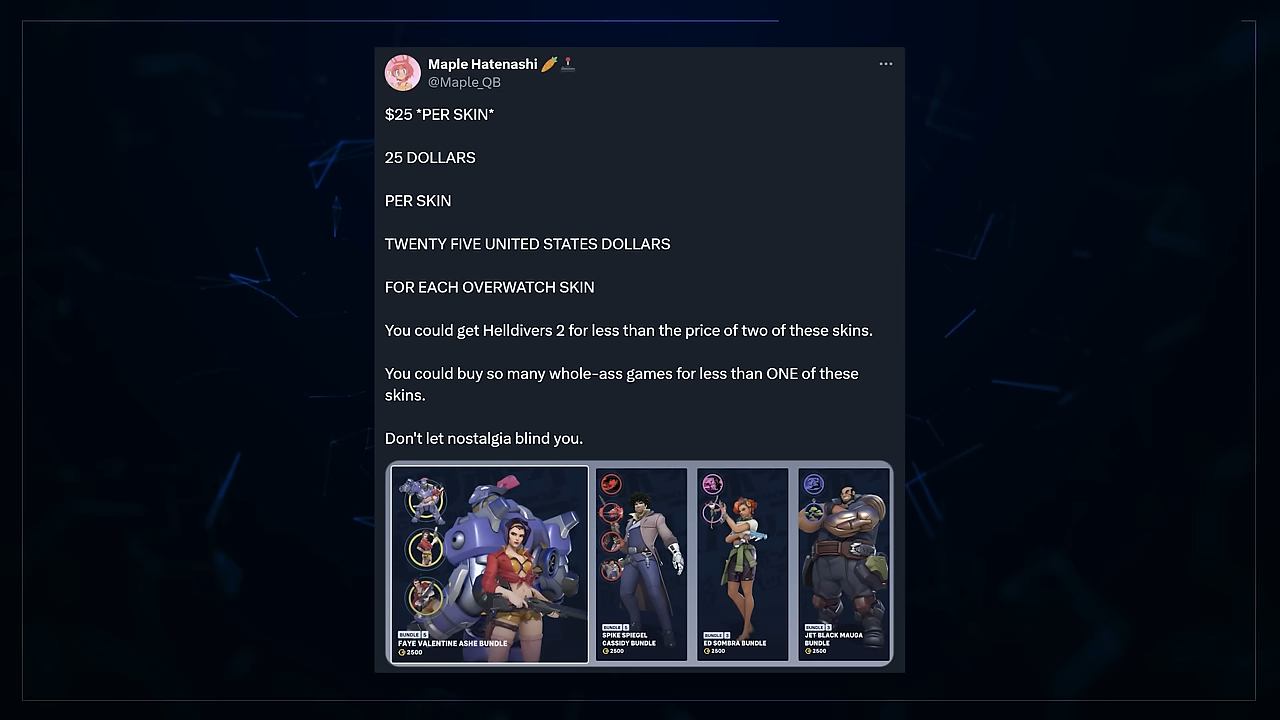 Maple Hatenashi 🥕🕹️
@Maple_QB
$25 *PER SKIN*
25 DOLLARS
PER SKIN
TWENTY FIVE UNITED STATES DOLLARS
FOR EACH OVERWATCH SKIN
You could get Helldivers 2 for less than the price of two of these skins.
You could buy so many whole-ass games for less than ONE of these
skins.
Don't let nostalgia blind you.
BUNDLE 5
FAYE VALENTINE ASHE BUNDLE
2500
BUNDLE 5
SPIKE SPIEGEL
CASSIDY BUNDLE
2500
BUNDLE 3
ED SOMBRA BUNDLE
2500
BUNDLE 3
JET BLACK MAUGA
BUNDLE
2500